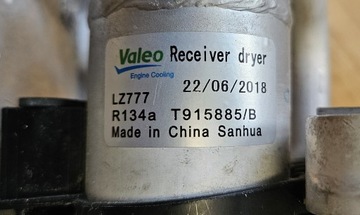 Valeo Receiver dryer
Engine Cooling
22/06/2018
LZ777
R134a T915885/B
Made in China Sanhua